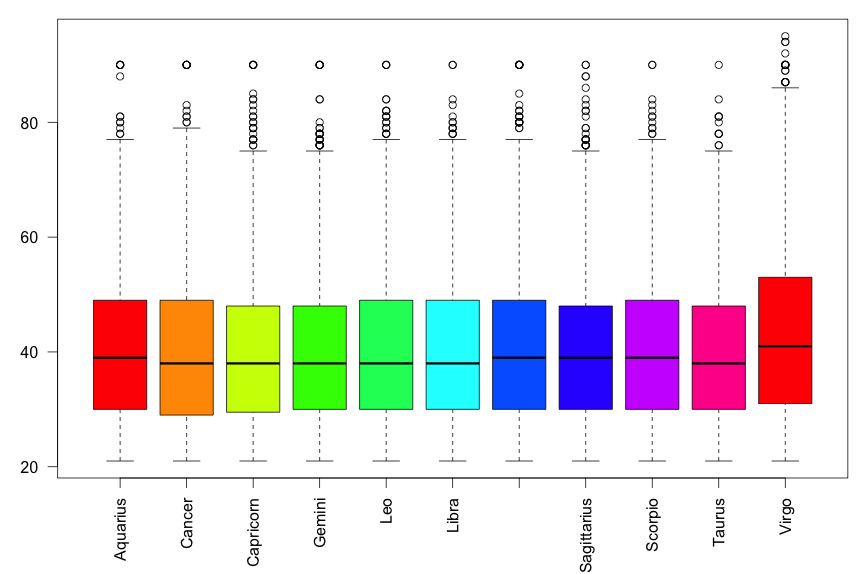 80
60
40
20
Aquarius
Cancer
Capricorn
Gemini
Leo
Libra
Sagittarius
Scorpio
Taurus
Virgo